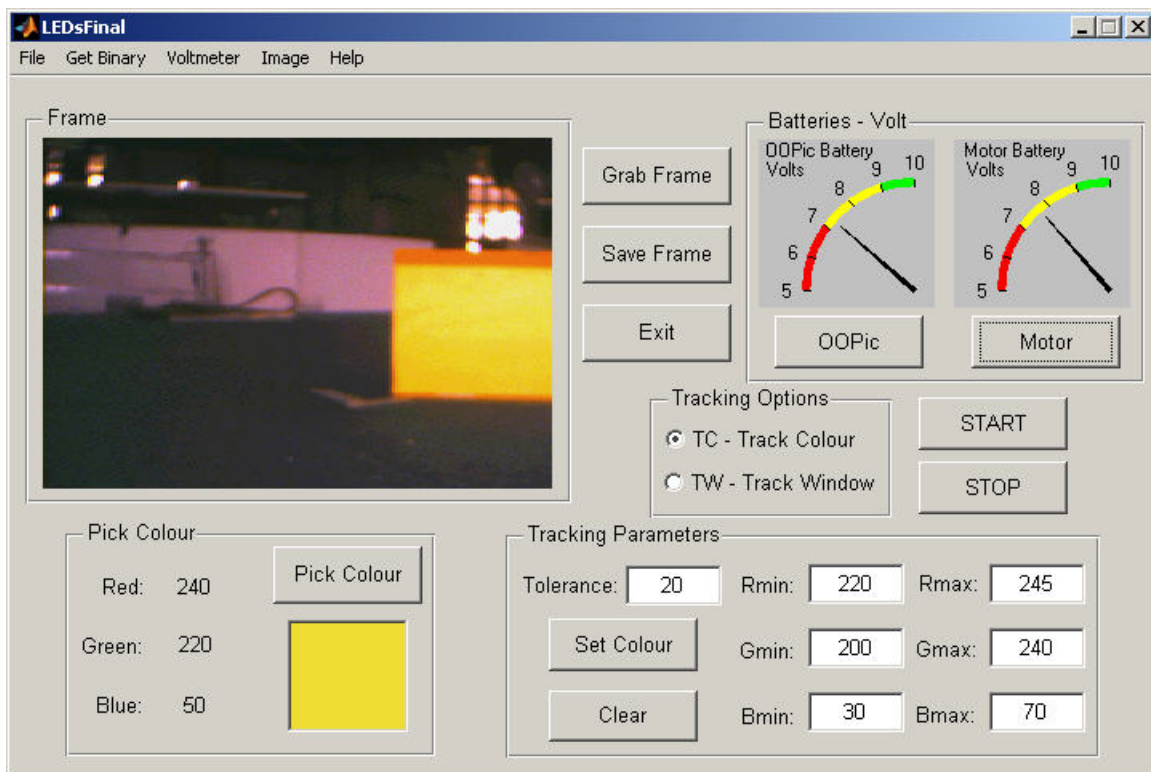 LEDsFinal
File Get Binary Voltmeter Image Help
Frame
Grab Frame
Save Frame
Exit
Batteries - Volt
OOPic Battery
Volts
5 6 7 8 9 10
Motor Battery
Volts
5 6 7 8 9 10
OOPic
Motor
Tracking Options
TC - Track Colour
TW - Track Window
START
STOP
Pick Colour
Red: 240
Green: 220
Blue: 50
Pick Colour
Tracking Parameters
Tolerance: 20 Rmin: 220 Rmax: 245
Set Colour Gmin: 200 Gmax: 240
Clear Bmin: 30 Bmax: 70